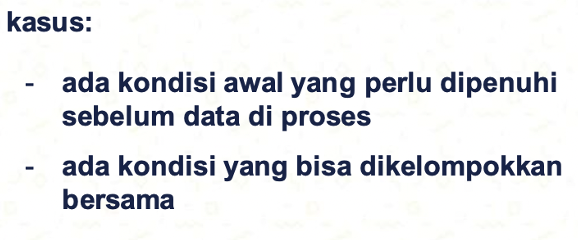 kasus:
- ada kondisi awal yang perlu dipenuhi
sebelum data di proses
- ada kondisi yang bisa dikelompokkan
bersama